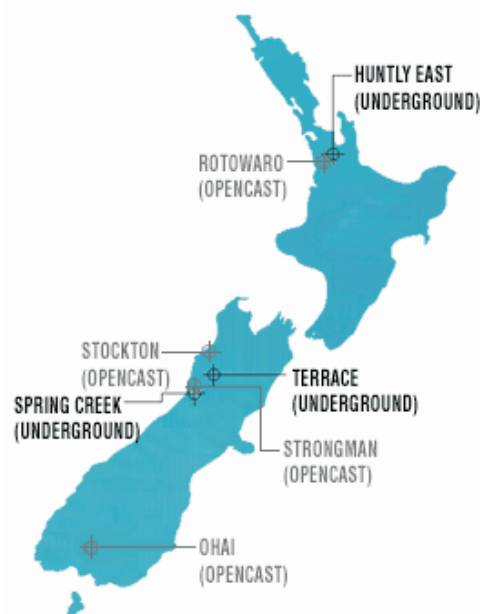 HUNTLY EAST
(UNDERGROUND)
ROTOWARO
(OPENCAST)
STOCKTON
(OPENCAST)
TERRACE
(UNDERGROUND)
SPRING CREEK
(UNDERGROUND)
STRONGMAN
(OPENCAST)
OHAI
(OPENCAST)